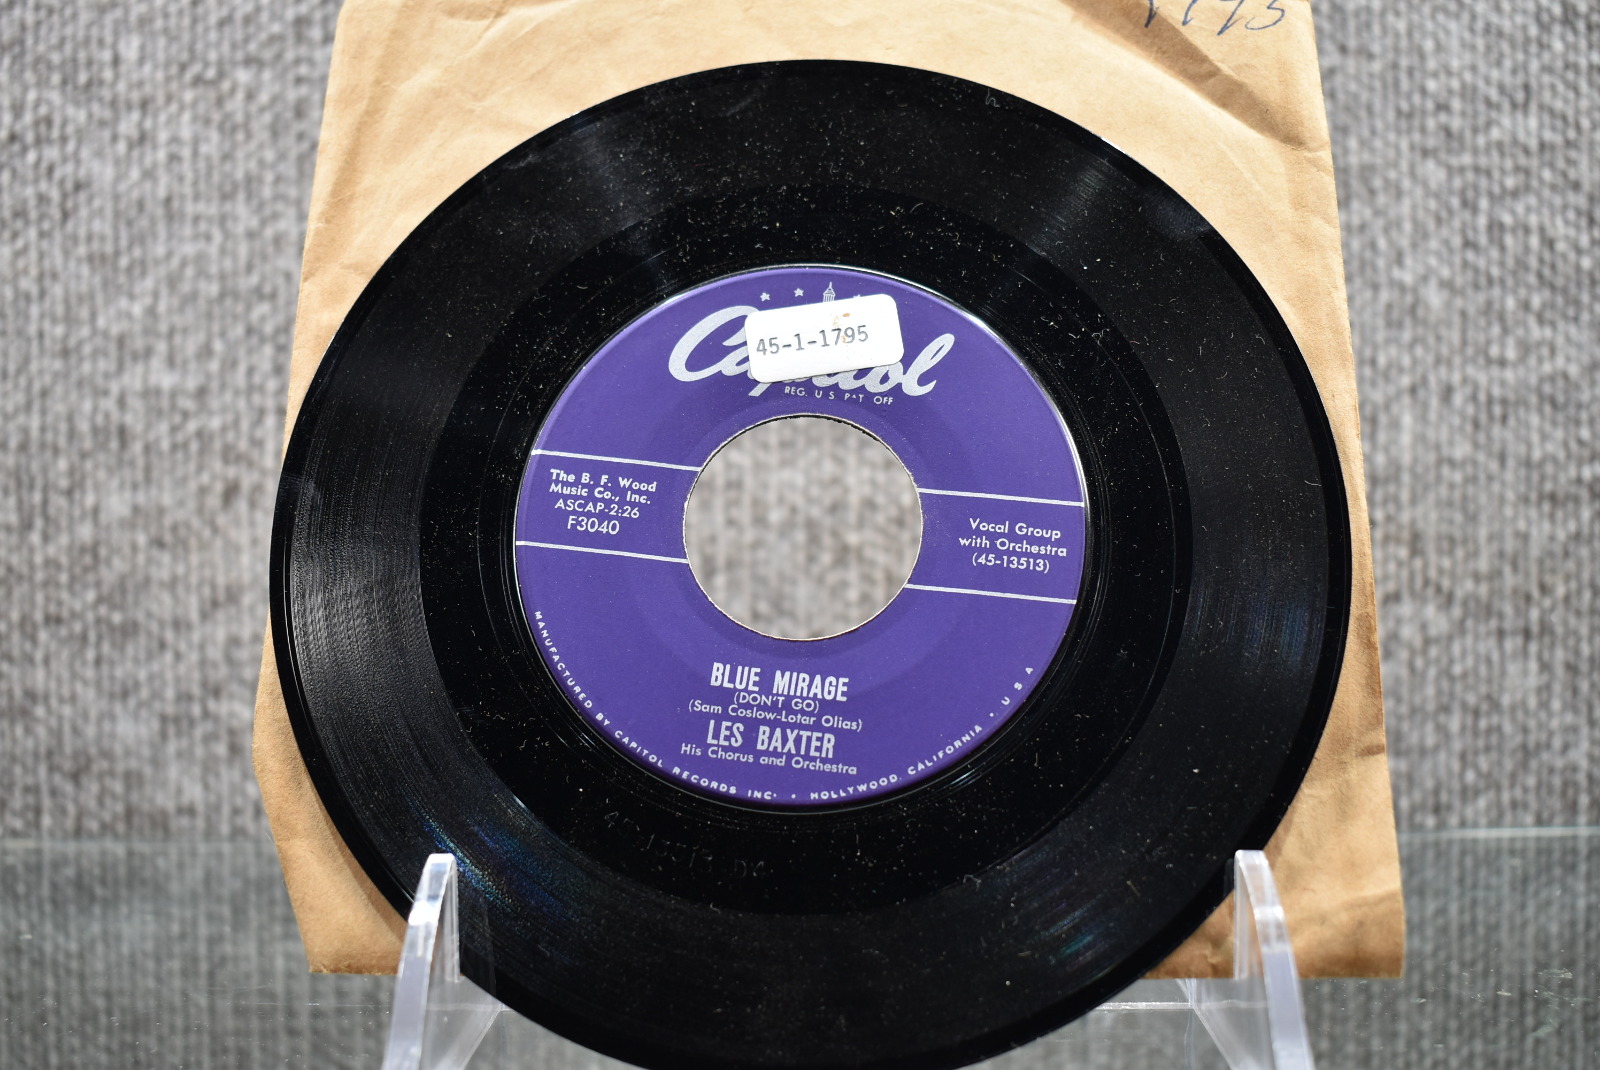 Capitol
45-1-1795
REG. U S PAT OFF
The B. F. Wood
Music Co., Inc.
ASCAP-2:26
F3040
Vocal Group
with Orchestra
(45-13513)
BLUE MIRAGE
(DON'T GO)
(Sam Coslow-Lotar Olias)
LES BAXTER
His Chorus and Orchestra
MANUFACTURED BY CAPITOL RECORDS INC. • HOLLYWOOD, CALIFORNIA • U S A